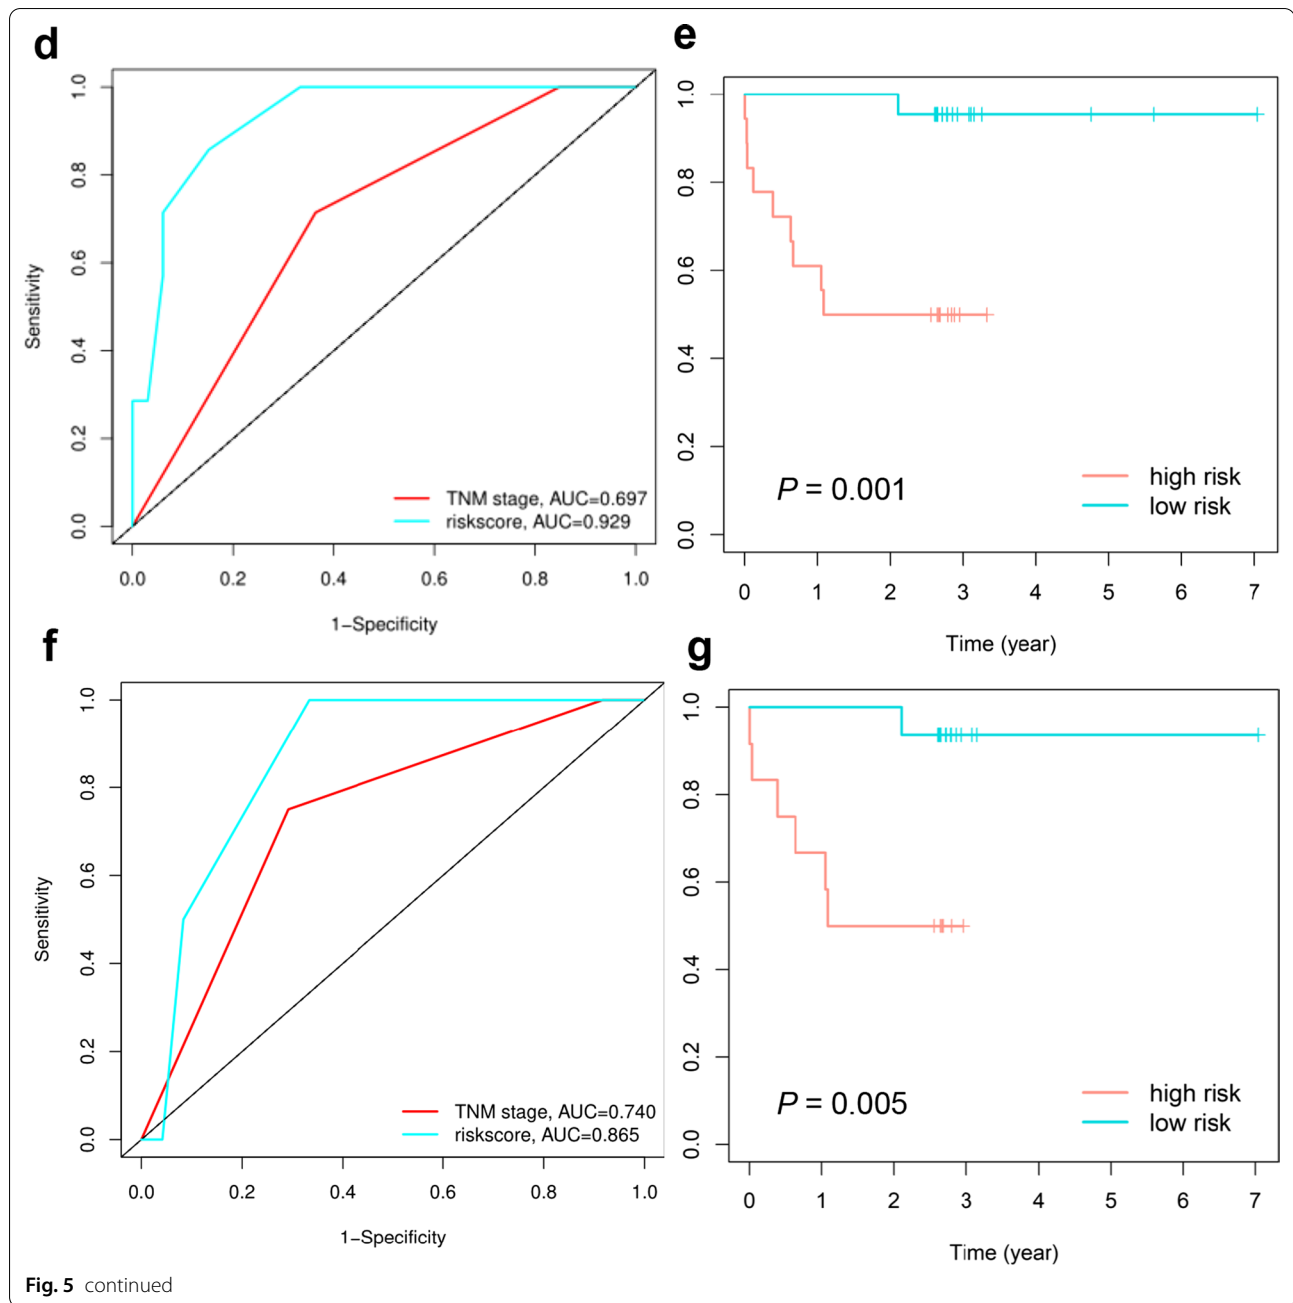 d
1.0
0.8
0.6
0.4
0.2
0.0
Sensitivity
TNM stage, AUC=0.697
riskscore, AUC=0.929
0.0 0.2 0.4 0.6 0.8 1.0
1−Specificity
e
1.0
0.8
0.6
0.4
0.2
0.0
P = 0.001
high risk
low risk
0 1 2 3 4 5 6 7
Time (year)
f
1.0
0.8
0.6
0.4
0.2
0.0
Sensitivity
TNM stage, AUC=0.740
riskscore, AUC=0.865
0.0 0.2 0.4 0.6 0.8 1.0
1−Specificity
g
1.0
0.8
0.6
0.4
0.2
0.0
P = 0.005
high risk
low risk
0 1 2 3 4 5 6 7
Time (year)
Fig. 5 continued